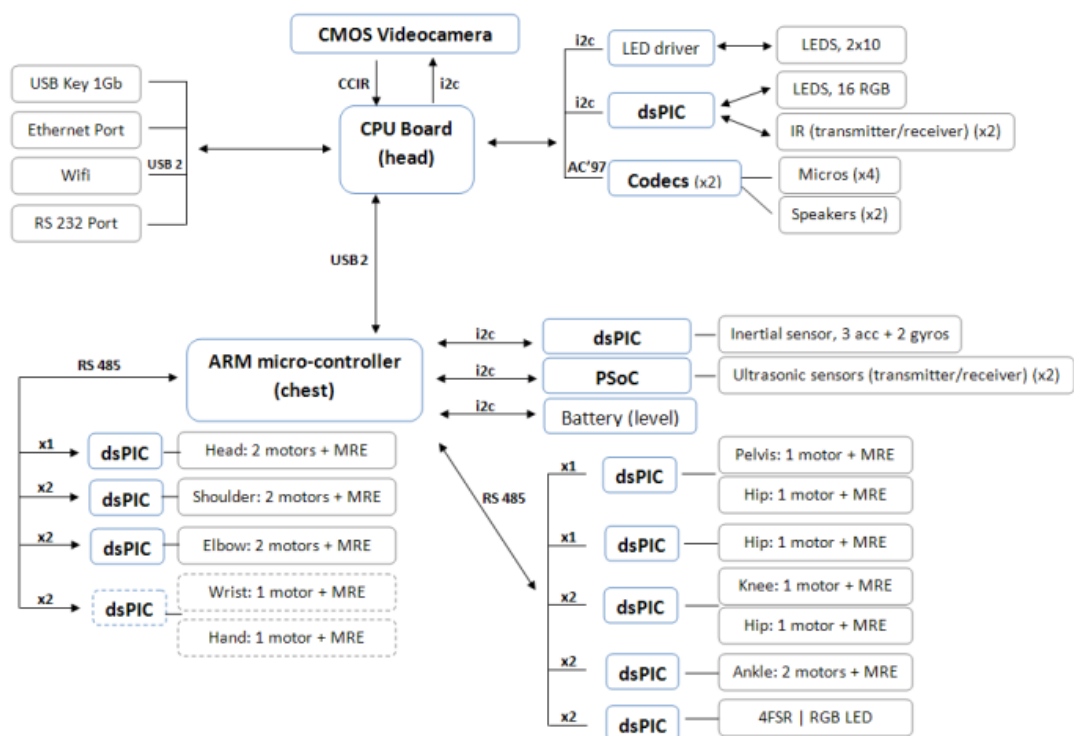 CMOS Videocamera
CCIR
i2c
CPU Board
(head)
USB Key 1Gb
Ethernet Port
Wifi
RS 232 Port
USB 2
i2c
LED driver
LEDS, 2x10
i2c
dsPIC
LEDS, 16 RGB
IR (transmitter/receiver) (x2)
AC'97
Codecs (x2)
Micros (x4)
Speakers (x2)
USB 2
ARM micro-controller
(chest)
i2c
dsPIC
Inertial sensor, 3 acc + 2 gyros
i2c
PSoC
Ultrasonic sensors (transmitter/receiver) (x2)
i2c
Battery (level)
RS 485
x1
dsPIC
Head: 2 motors + MRE
x2
dsPIC
Shoulder: 2 motors + MRE
x2
dsPIC
Elbow: 2 motors + MRE
x2
dsPIC
Wrist: 1 motor + MRE
Hand: 1 motor + MRE
RS 485
x1
dsPIC
Pelvis: 1 motor + MRE
Hip: 1 motor + MRE
x1
dsPIC
Hip: 1 motor + MRE
x2
dsPIC
Knee: 1 motor + MRE
Hip: 1 motor + MRE
x2
dsPIC
Ankle: 2 motors + MRE
x2
dsPIC
4FSR | RGB LED